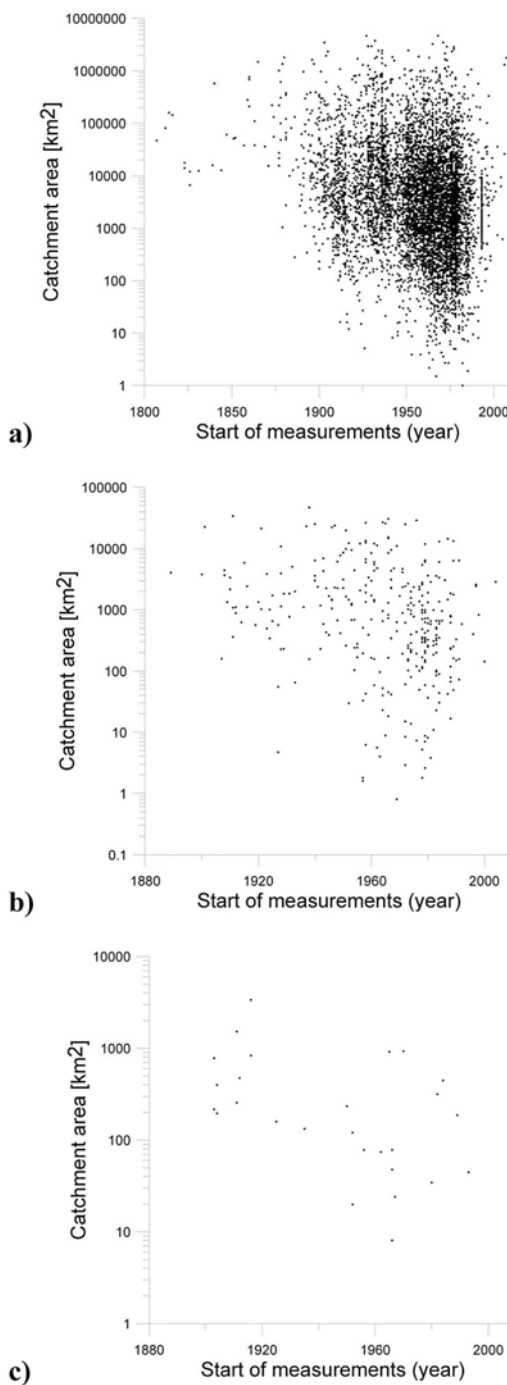 10000000
1000000
100000
10000
1000
100
10
1
Catchment area [km2]
1800 1850 1900 1950 2000
Start of measurements (year)
a)
100000
10000
1000
100
10
1
0.1
Catchment area [km2]
1880 1920 1960 2000
Start of measurements (year)
b)
10000
1000
100
10
1
Catchment area [km2]
1880 1920 1960 2000
Start of measurements (year)
c)